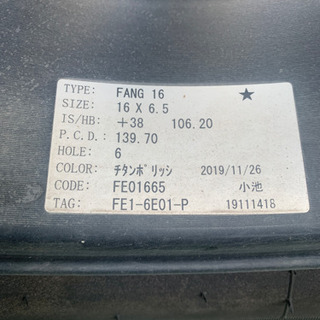 TYPE: FANG 16 ★
SIZE: 16 X 6.5
IS/HB: +38 106.20
P.C.D.: 139.70
HOLE: 6
COLOR: ﾁﾀﾝﾎﾟﾘｯｼ 2019/11/26
CODE: FE01665 小池
TAG: FE1-6E01-P 19111418